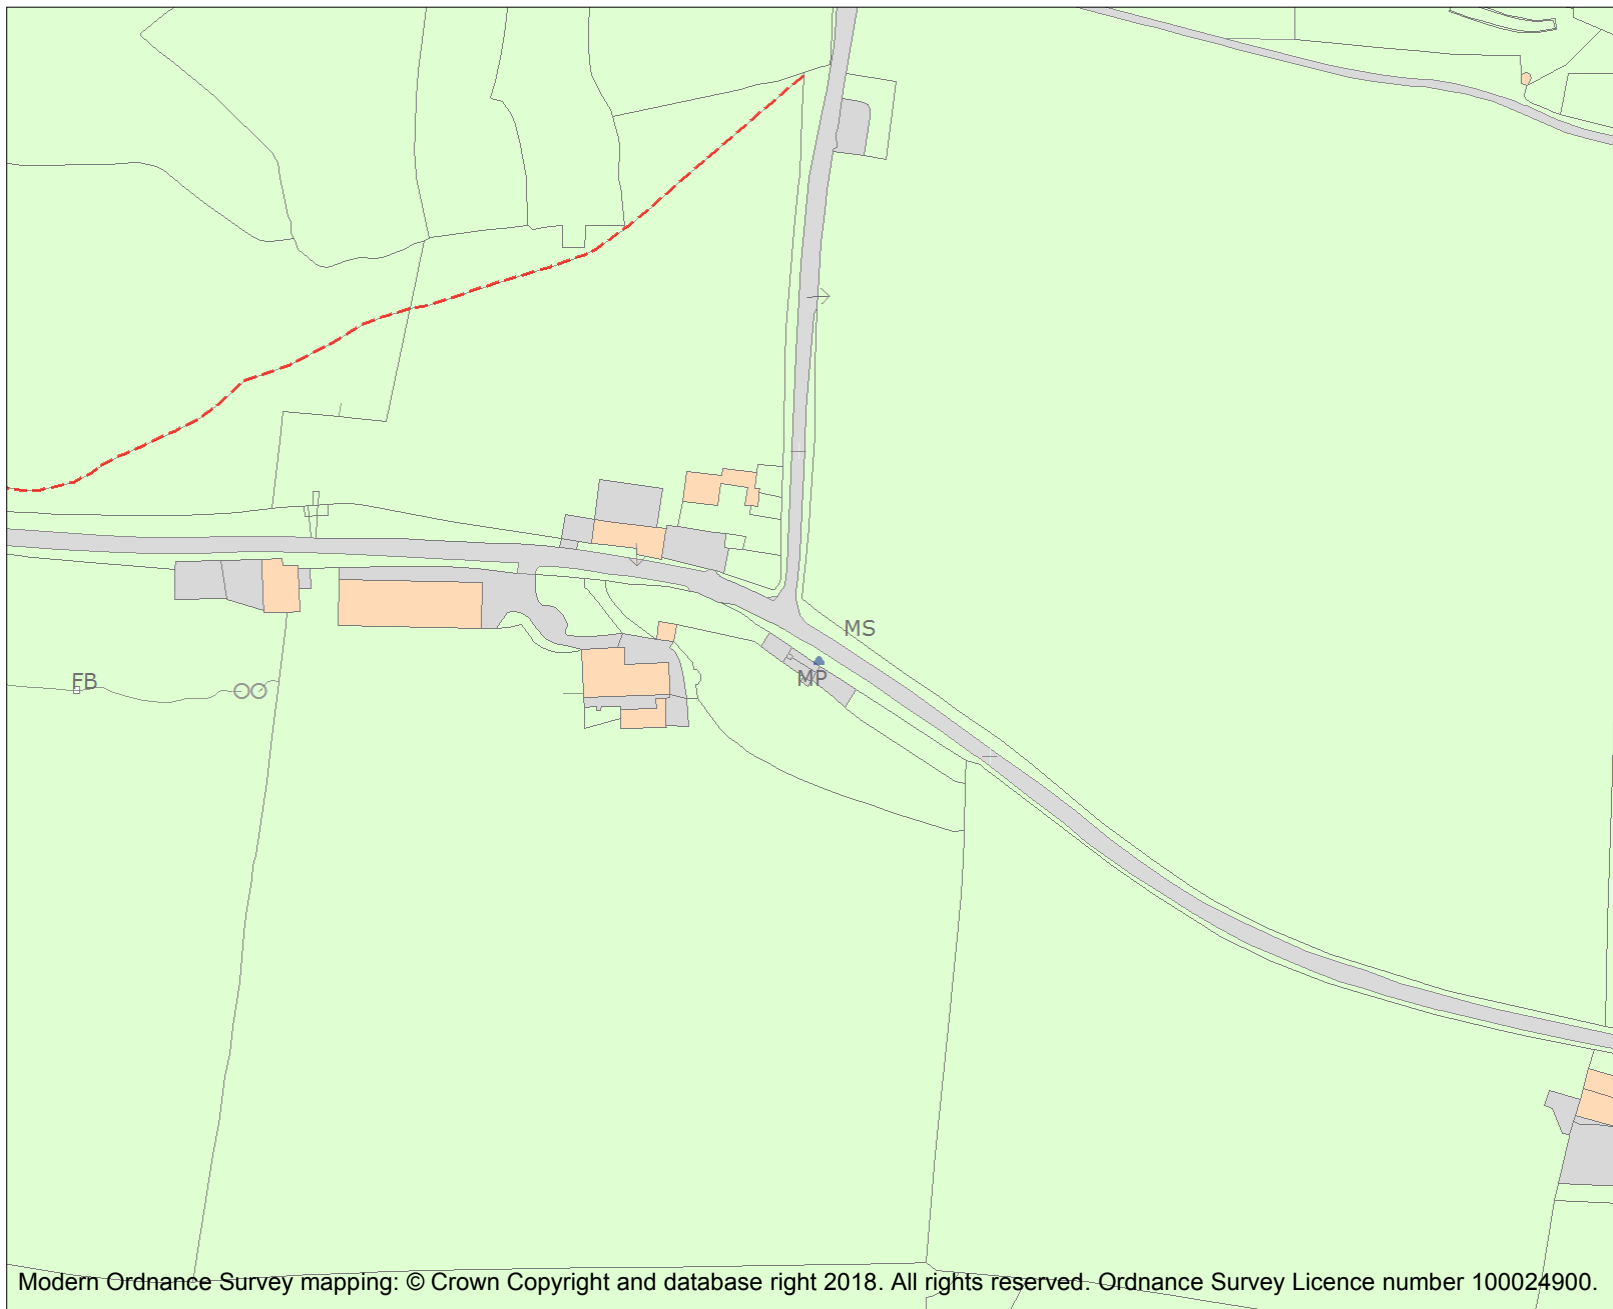 MS
MP
FB
Modern Ordnance Survey mapping: © Crown Copyright and database right 2018. All rights reserved. Ordnance Survey Licence number 100024900.